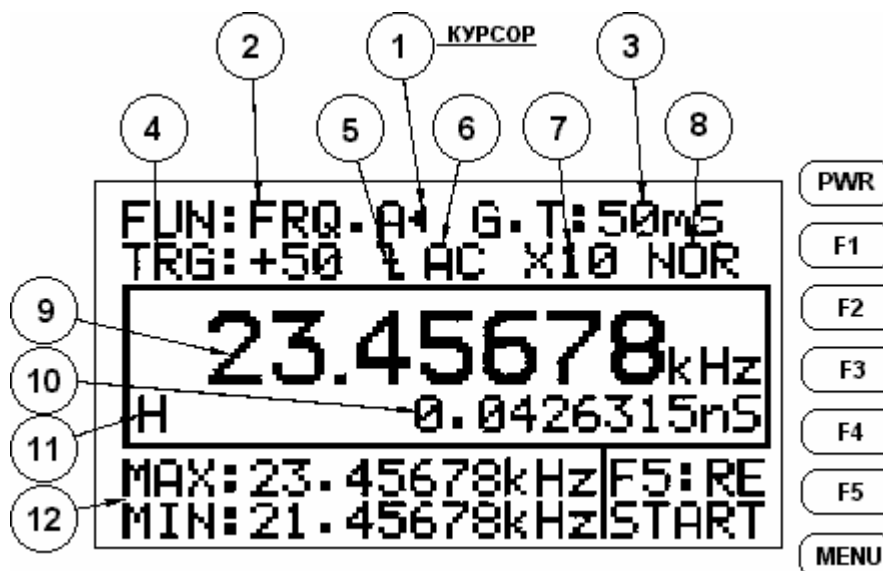 КУРСОР
2 1 3
4 5 6 7 8
PWR
FUN:FRQ.A G.T:50mS
F1
TRG:+50 AC X10 NOR
F2
9
23.45678kHz
F3
10
H 0.0426315nS
F4
11
MAX:23.45678kHz F5:RE
F5
12
MIN:21.45678kHz START
MENU